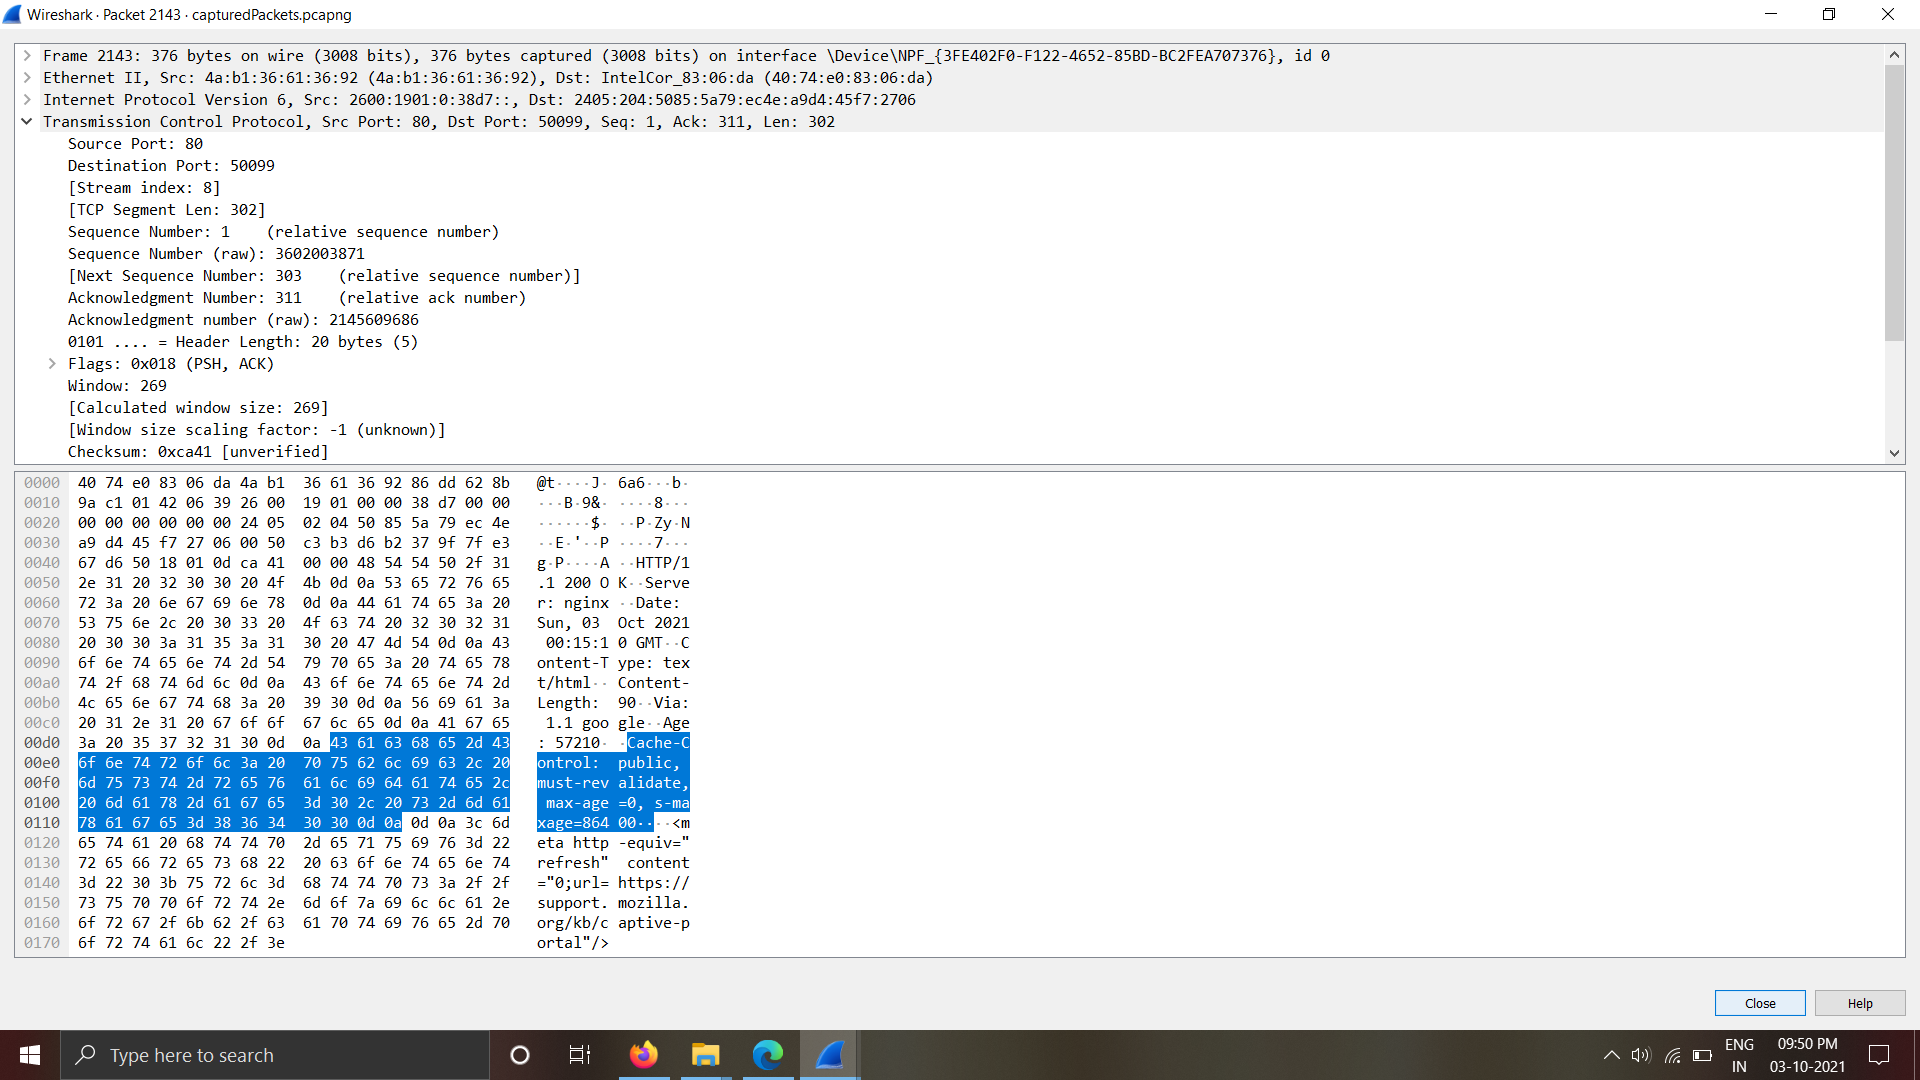 Wireshark · Packet 2143 · capturedPackets.pcapng
Frame 2143: 376 bytes on wire (3008 bits), 376 bytes captured (3008 bits) on interface \Device\NPF_{3FE402F0-F122-4652-85BD-BC2FEA707376}, id 0
Ethernet II, Src: 4a:b1:36:61:36:92 (4a:b1:36:61:36:92), Dst: IntelCor_83:06:da (40:74:e0:83:06:da)
Internet Protocol Version 6, Src: 2600:1901:0:38d7::, Dst: 2405:204:5085:5a79:ec4e:a9d4:45f7:2706
Transmission Control Protocol, Src Port: 80, Dst Port: 50099, Seq: 1, Ack: 311, Len: 302
Source Port: 80
Destination Port: 50099
[Stream index: 8]
[TCP Segment Len: 302]
Sequence Number: 1    (relative sequence number)
Sequence Number (raw): 3602003871
[Next Sequence Number: 303    (relative sequence number)]
Acknowledgment Number: 311    (relative ack number)
Acknowledgment number (raw): 2145609686
0101 .... = Header Length: 20 bytes (5)
Flags: 0x018 (PSH, ACK)
Window: 269
[Calculated window size: 269]
[Window size scaling factor: -1 (unknown)]
Checksum: 0xca41 [unverified]
0000 40 74 e0 83 06 da 4a b1 36 61 36 92 86 dd 62 8b @t····J· 6a6···b·
0010 9a c1 01 42 06 39 26 00 19 01 00 00 38 d7 00 00 ···B·9&· ····8···
0020 00 00 00 00 00 00 24 05 02 04 50 85 5a 79 ec 4e ······$· ··P·Zy·N
0030 a9 d4 45 f7 27 06 00 50 c3 b3 d6 b2 37 9f 7f e3 ··E·'··P ····7···
0040 67 d6 50 18 01 0d ca 41 00 00 48 54 54 50 2f 31 g·P····A ··HTTP/1
0050 2e 31 20 32 30 30 20 4f 4b 0d 0a 53 65 72 76 65 .1 200 O K··Serve
0060 72 3a 20 6e 67 69 6e 78 0d 0a 44 61 74 65 3a 20 r: nginx ··Date:
0070 53 75 6e 2c 20 30 33 20 4f 63 74 20 32 30 32 31 Sun, 03 Oct 2021
0080 20 30 30 3a 31 35 3a 31 30 20 47 4d 54 0d 0a 43 00:15:1 0 GMT··C
0090 6f 6e 74 65 6e 74 2d 54 79 70 65 3a 20 74 65 78 ontent-T ype: tex
00a0 74 2f 68 74 6d 6c 0d 0a 43 6f 6e 74 65 6e 74 2d t/html·· Content-
00b0 4c 65 6e 67 74 68 3a 20 39 30 0d 0a 56 69 61 3a Length: 90··Via:
00c0 20 31 2e 31 20 67 6f 6f 67 6c 65 0d 0a 41 67 65 1.1 goo gle··Age
00d0 3a 20 35 37 32 31 30 0d 0a 43 61 63 68 65 2d 43 : 57210· ·Cache-C
00e0 6f 6e 74 72 6f 6c 3a 20 70 75 62 6c 69 63 2c 20 ontrol: public,
00f0 6d 75 73 74 2d 72 65 76 61 6c 69 64 61 74 65 2c must-rev alidate,
0100 20 6d 61 78 2d 61 67 65 3d 30 2c 20 73 2d 6d 61 max-age =0, s-ma
0110 78 61 67 65 3d 38 36 34 30 30 0d 0a 0d 0a 3c 6d xage=864 00····<m
0120 65 74 61 20 68 74 74 70 2d 65 71 75 69 76 3d 22 eta http -equiv="
0130 72 65 66 72 65 73 68 22 20 63 6f 6e 74 65 6e 74 refresh" content
0140 3d 22 30 3b 75 72 6c 3d 68 74 74 70 73 3a 2f 2f ="0;url= https://
0150 73 75 70 70 6f 72 74 2e 6d 6f 7a 69 6c 6c 61 2e support. mozilla.
0160 6f 72 67 2f 6b 62 2f 63 61 70 74 69 76 65 2d 70 org/kb/c aptive-p
0170 6f 72 74 61 6c 22 2f 3e ortal"/>
Close Help
Type here to search
ENG
IN
09:50 PM
03-10-2021